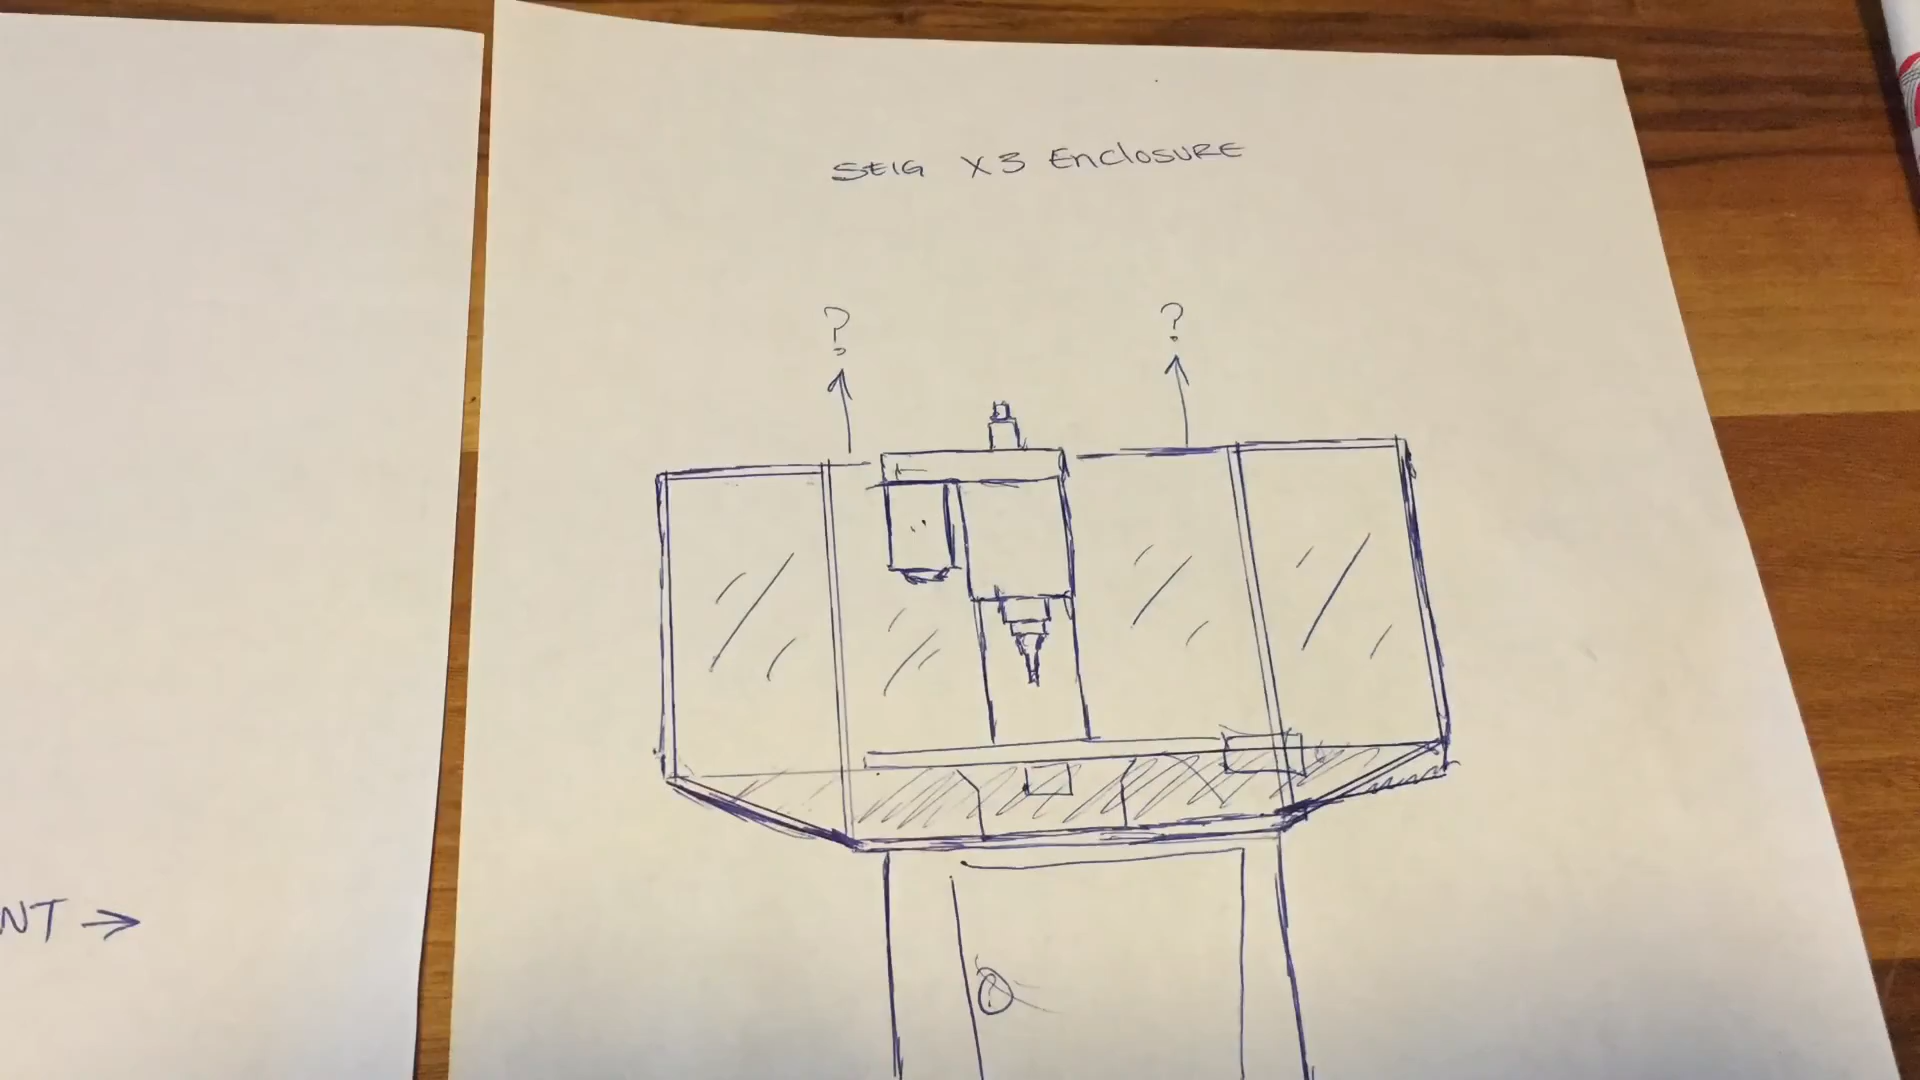 SEIG X3 EnclosURE
? ?
NT →